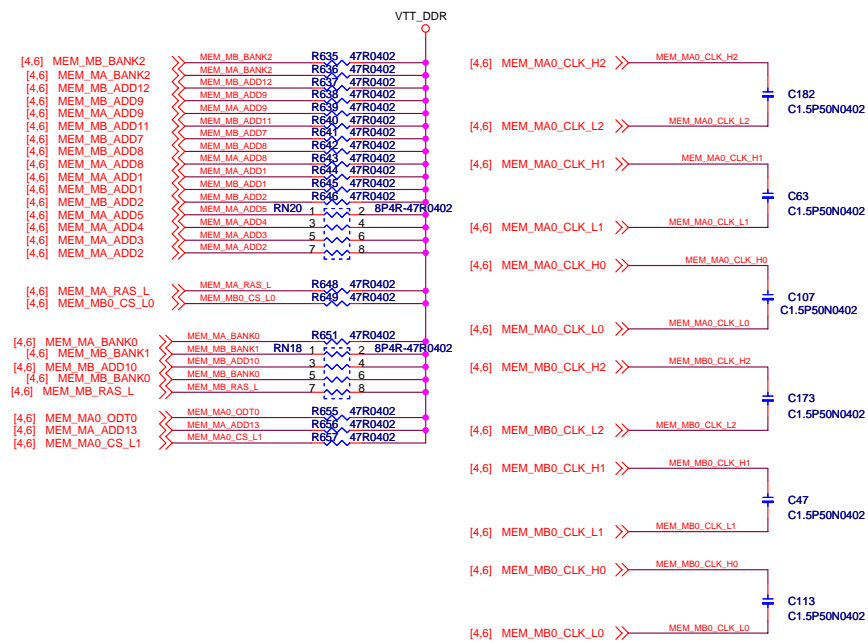 VTT_DDR
[4,6] MEM_MB_BANK2 MEM_MB_BANK2 R635 47R0402
[4,6] MEM_MA_BANK2 MEM_MA_BANK2 R636 47R0402
[4,6] MEM_MB_ADD12 MEM_MB_ADD12 R637 47R0402
[4,6] MEM_MB_ADD9 MEM_MB_ADD9 R638 47R0402
[4,6] MEM_MA_ADD9 MEM_MA_ADD9 R639 47R0402
[4,6] MEM_MB_ADD11 MEM_MB_ADD11 R640 47R0402
[4,6] MEM_MB_ADD7 MEM_MB_ADD7 R641 47R0402
[4,6] MEM_MB_ADD8 MEM_MB_ADD8 R642 47R0402
[4,6] MEM_MA_ADD8 MEM_MA_ADD8 R643 47R0402
[4,6] MEM_MA_ADD1 MEM_MA_ADD1 R644 47R0402
[4,6] MEM_MB_ADD1 MEM_MB_ADD1 R645 47R0402
[4,6] MEM_MB_ADD2 MEM_MB_ADD2 R646 47R0402
[4,6] MEM_MA_ADD5 MEM_MA_ADD5 RN20 1 2 8P4R-47R0402
[4,6] MEM_MA_ADD4 MEM_MA_ADD4 3 4
[4,6] MEM_MA_ADD3 MEM_MA_ADD3 5 6
[4,6] MEM_MA_ADD2 MEM_MA_ADD2 7 8
[4,6] MEM_MA_RAS_L MEM_MA_RAS_L R648 47R0402
[4,6] MEM_MB0_CS_L0 MEM_MB0_CS_L0 R649 47R0402
[4,6] MEM_MA_BANK0 MEM_MA_BANK0 R651 47R0402
[4,6] MEM_MB_BANK1 MEM_MB_BANK1 RN18 1 2 8P4R-47R0402
[4,6] MEM_MB_ADD10 MEM_MB_ADD10 3 4
[4,6] MEM_MB_BANK0 MEM_MB_BANK0 5 6
[4,6] MEM_MB_RAS_L MEM_MB_RAS_L 7 8
[4,6] MEM_MA0_ODT0 MEM_MA0_ODT0 R655 47R0402
[4,6] MEM_MA_ADD13 MEM_MA_ADD13 R656 47R0402
[4,6] MEM_MA0_CS_L1 MEM_MA0_CS_L1 R657 47R0402
[4,6] MEM_MA0_CLK_H2 MEM_MA0_CLK_H2
C182
C1.5P50N0402
[4,6] MEM_MA0_CLK_L2 MEM_MA0_CLK_L2
[4,6] MEM_MA0_CLK_H1 MEM_MA0_CLK_H1
C63
C1.5P50N0402
[4,6] MEM_MA0_CLK_L1 MEM_MA0_CLK_L1
[4,6] MEM_MA0_CLK_H0 MEM_MA0_CLK_H0
C107
C1.5P50N0402
[4,6] MEM_MA0_CLK_L0 MEM_MA0_CLK_L0
[4,6] MEM_MB0_CLK_H2 MEM_MB0_CLK_H2
C173
C1.5P50N0402
[4,6] MEM_MB0_CLK_L2 MEM_MB0_CLK_L2
[4,6] MEM_MB0_CLK_H1 MEM_MB0_CLK_H1
C47
C1.5P50N0402
[4,6] MEM_MB0_CLK_L1 MEM_MB0_CLK_L1
[4,6] MEM_MB0_CLK_H0 MEM_MB0_CLK_H0
C113
C1.5P50N0402
[4,6] MEM_MB0_CLK_L0 MEM_MB0_CLK_L0